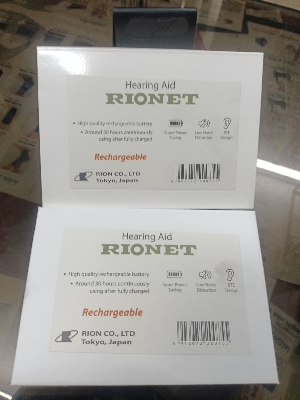 Hearing Aid
RIONET
• High quality rechargeable battery
• Around 30 hours continuously
using after fully charged
Super Power
Saving
Low Noise
Distortion
BTE
Design
Rechargeable
RION CO., LTD
Tokyo, Japan
Hearing Aid
RIONET
• High quality rechargeable battery
• Around 30 hours continuously
using after fully charged
Super Power
Saving
Low Noise
Distortion
BTE
Design
Rechargeable
RION CO., LTD
Tokyo, Japan